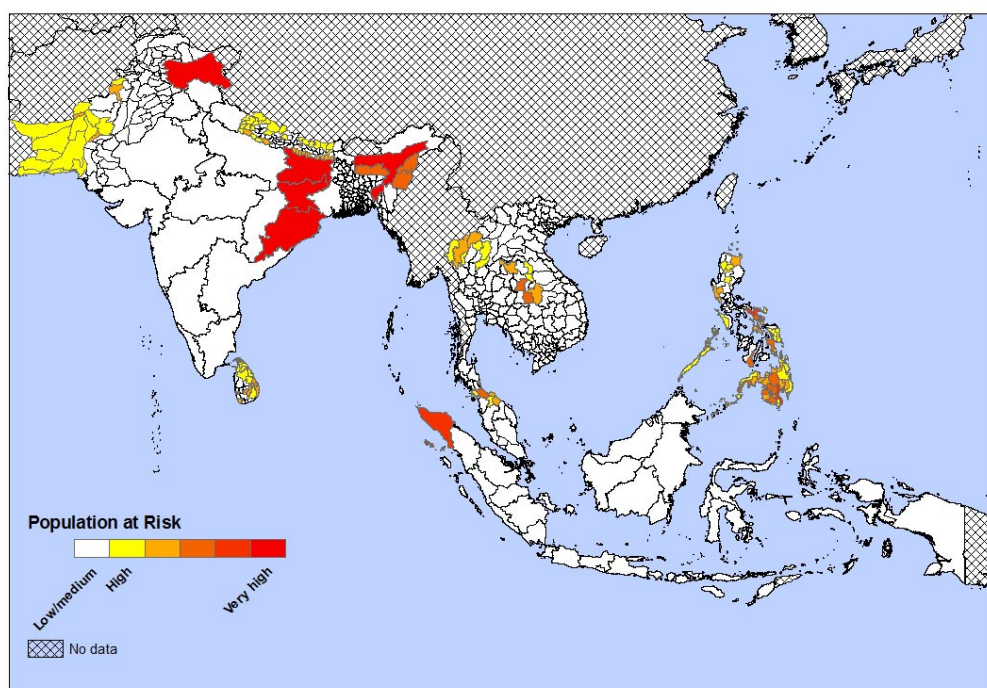 Population at Risk
Low/medium
High
Very high
No data